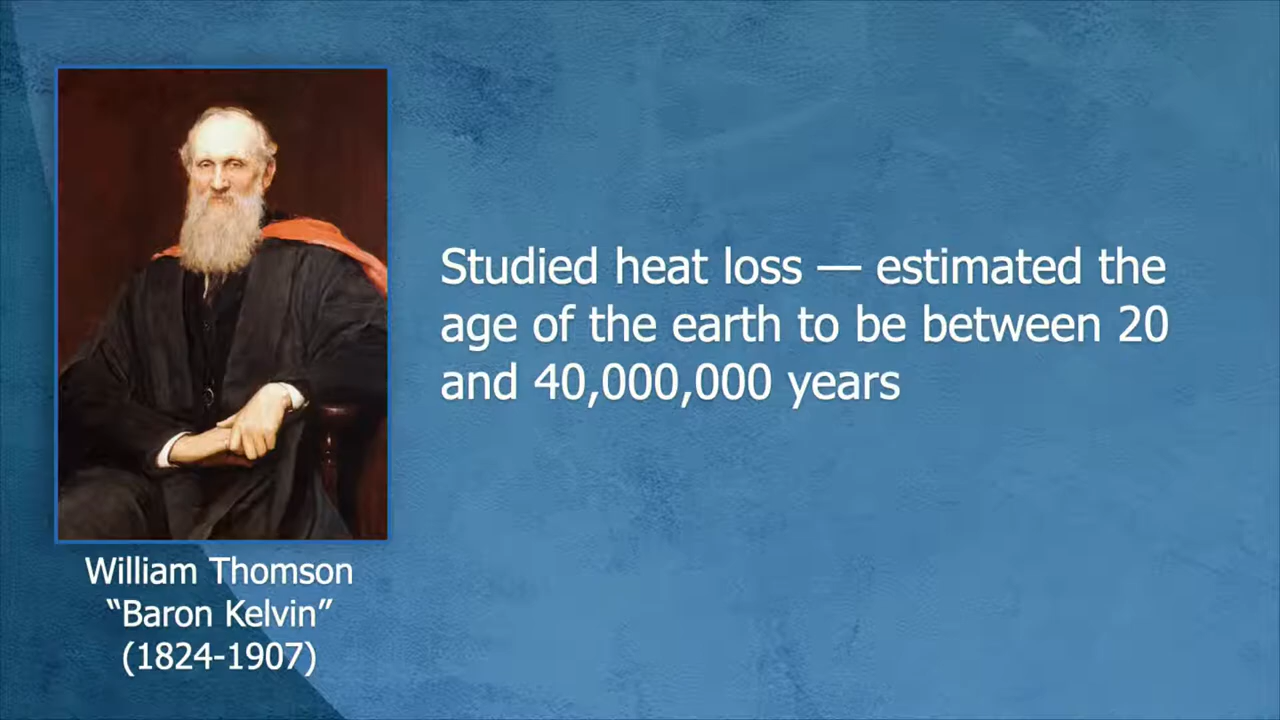 Studied heat loss — estimated the
age of the earth to be between 20
and 40,000,000 years
William Thomson
“Baron Kelvin”
(1824-1907)